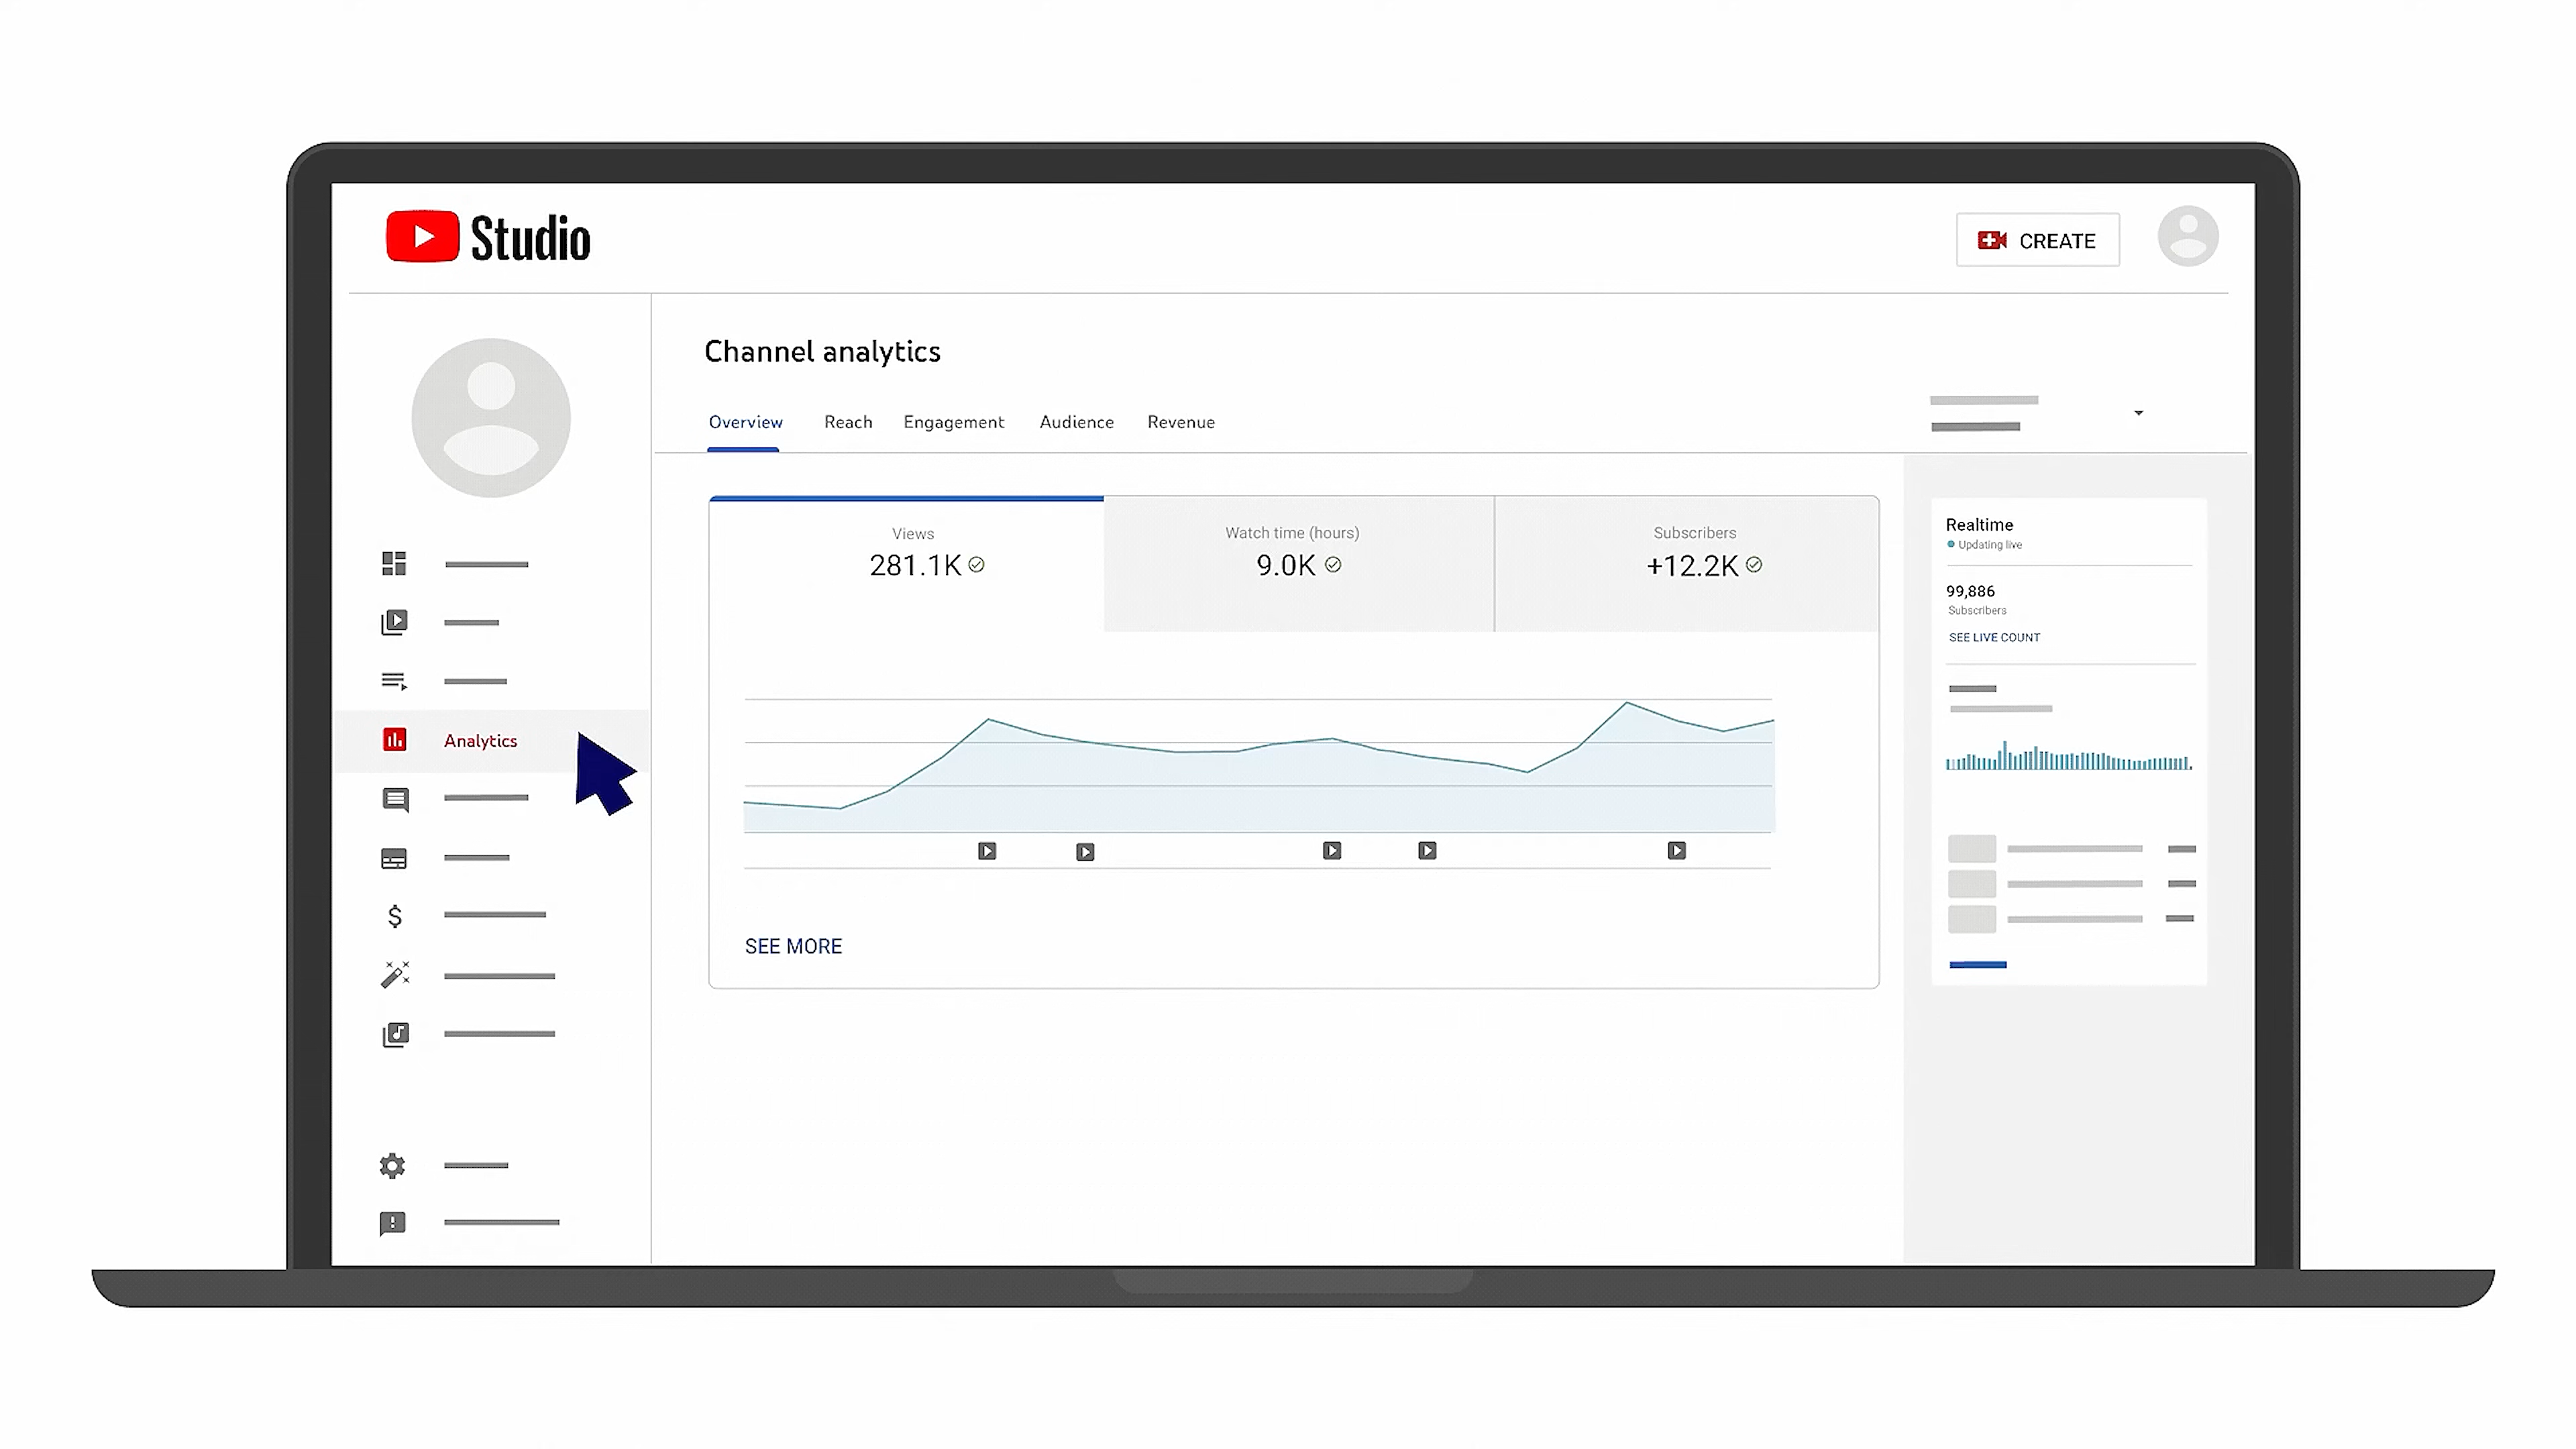 Studio
CREATE
Channel analytics
Overview
Reach
Engagement
Audience
Revenue
Views
281.1K
Watch time (hours)
9.0K
Subscribers
+12.2K
Realtime
Updating live
99,886
Subscribers
SEE LIVE COUNT
Analytics
SEE MORE